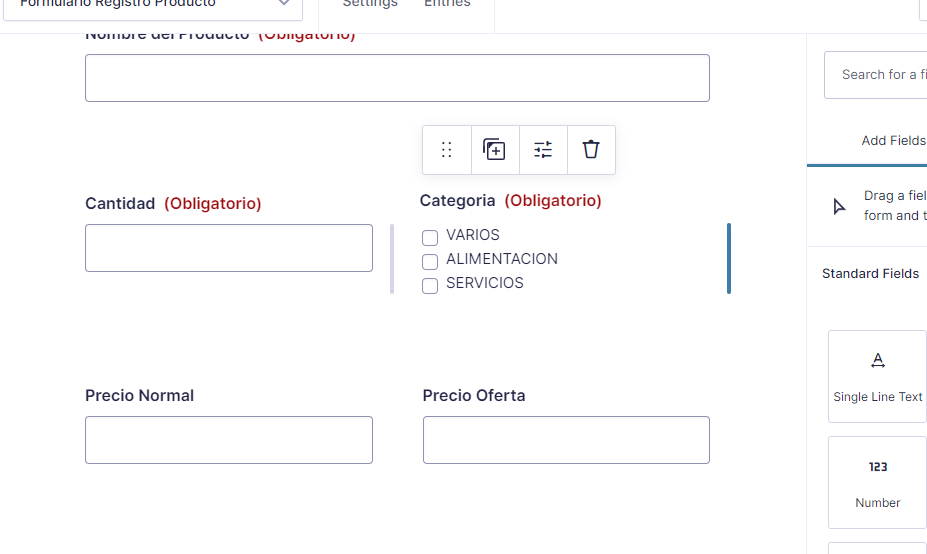 Formulario Registro Producto
Settings
Entries
Nombre del Producto (Obligatorio)
Search for a fi
Add Fields
Drag a fiel
form and t
Cantidad (Obligatorio)
Categoria (Obligatorio)
VARIOS
ALIMENTACION
SERVICIOS
Standard Fields
A
Single Line Text
Precio Normal
Precio Oferta
123
Number